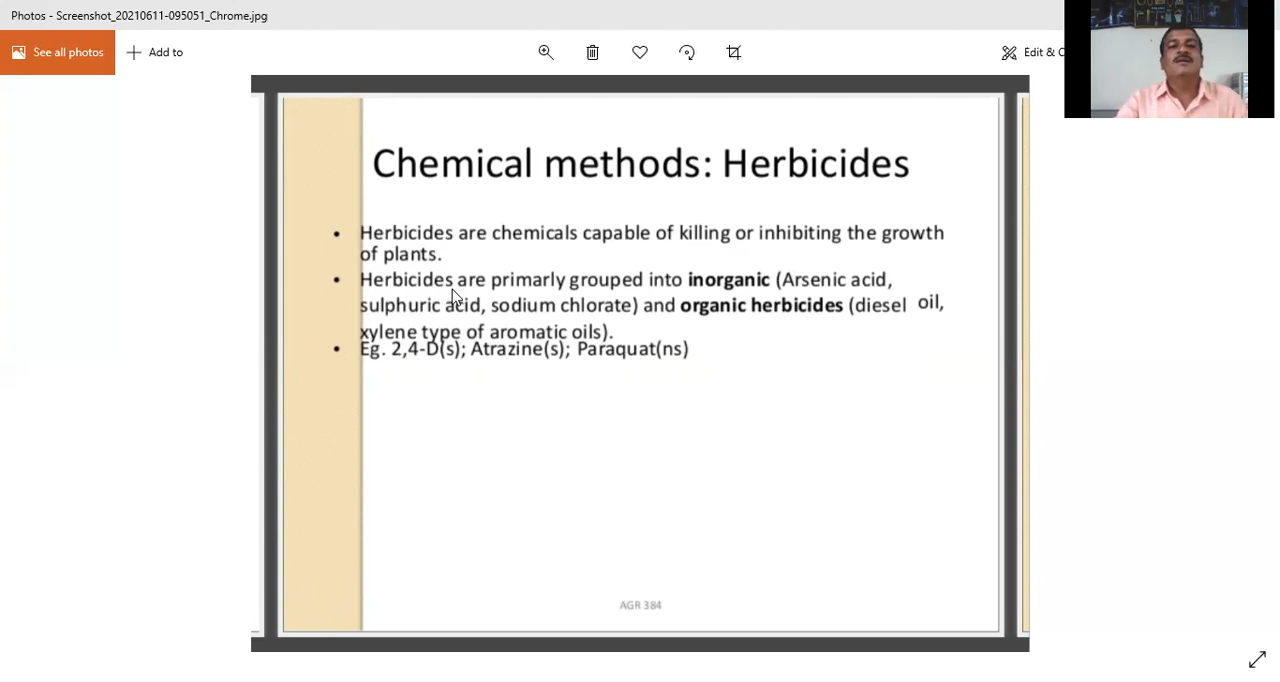 Photos - Screenshot_20210611-095051_Chrome.jpg
See all photos
Add to
Edit & C
Chemical methods: Herbicides
• Herbicides are chemicals capable of killing or inhibiting the growth
of plants.
• Herbicides are primarly grouped into inorganic (Arsenic acid,
sulphuric acid, sodium chlorate) and organic herbicides (diesel oil,
xylene type of aromatic oils).
• Eg. 2,4-D(s); Atrazine(s); Paraquat(ns)
AGR 384